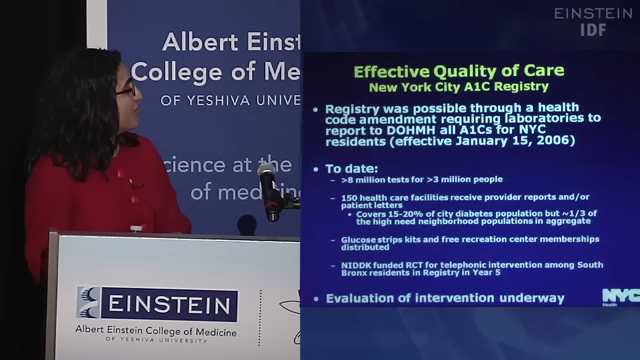 EINSTEIN
IDF
Albert Einst
College of Medi
OF YESHIVA UNIVERSI
science at the
of medicin
EINSTEIN
Albert Einstein College of Medicine
OF YESHIVA UNIVERSITY
Effective Quality of Care
New York City A1C Registry
• Registry was possible through a health
code amendment requiring laboratories to
report to DOHMH all A1Cs for NYC
residents (effective January 15, 2006)
• To date:
– >8 million tests for >3 million people
– 150 health care facilities receive provider reports and/or
patient letters
• Covers 15-20% of city diabetes population but ~1/3 of
the high need neighborhood populations in aggregate
– Glucose strips kits and free recreation center memberships
distributed
– NIDDK funded RCT for telephonic intervention among South
Bronx residents in Registry in Year 5
• Evaluation of intervention underway
NYC
Health